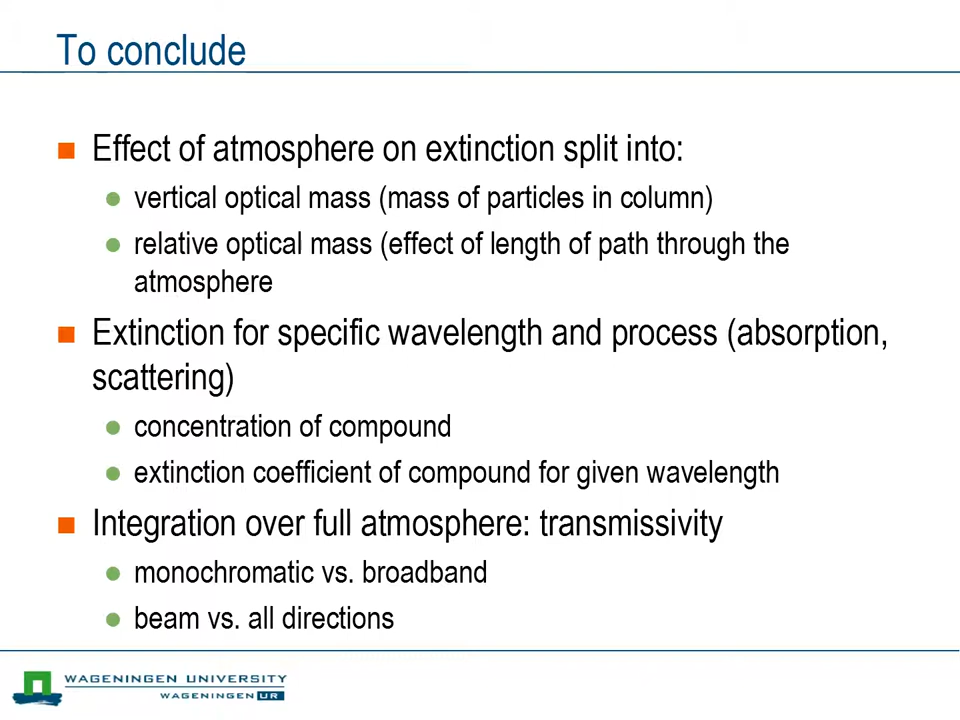 To conclude
Effect of atmosphere on extinction split into:
vertical optical mass (mass of particles in column)
relative optical mass (effect of length of path through the
atmosphere
Extinction for specific wavelength and process (absorption,
scattering)
concentration of compound
extinction coefficient of compound for given wavelength
Integration over full atmosphere: transmissivity
monochromatic vs. broadband
beam vs. all directions
WAGENINGEN UNIVERSITY
WAGENINGEN UR